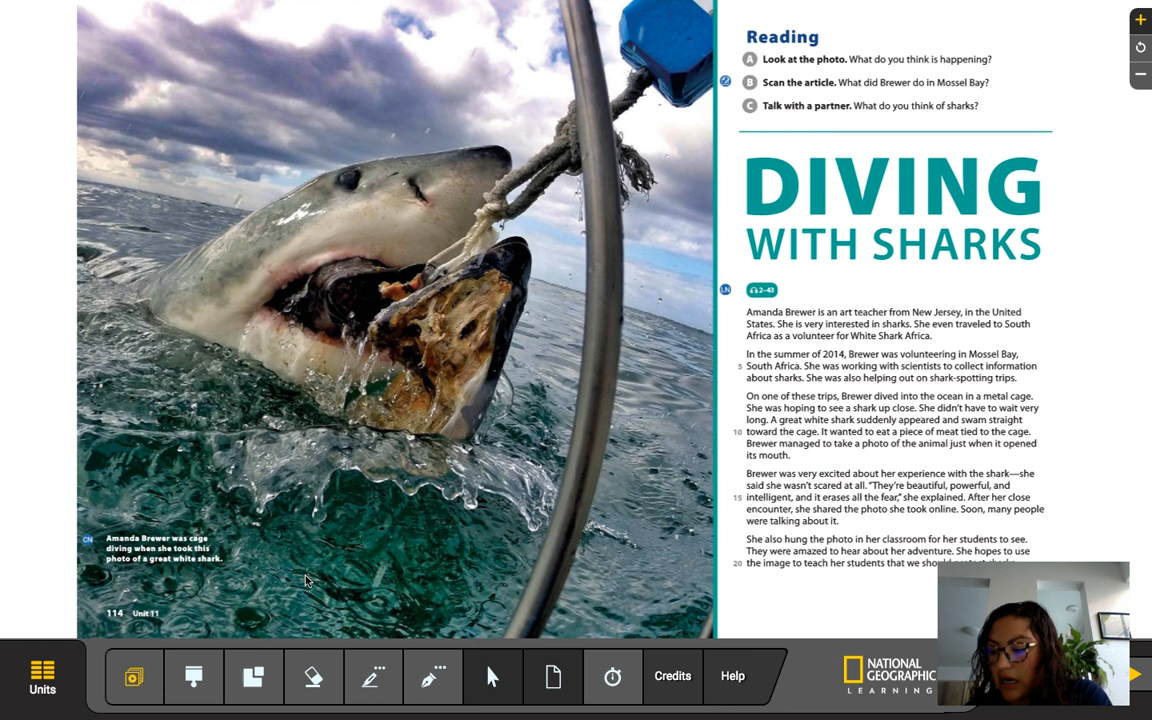 Reading
A Look at the photo. What do you think is happening?
B Scan the article. What did Brewer do in Mossel Bay?
C Talk with a partner. What do you think of sharks?
DIVING
WITH SHARKS
LN 2-43
Amanda Brewer is an art teacher from New Jersey, in the United
States. She is very interested in sharks. She even traveled to South
Africa as a volunteer for White Shark Africa.
In the summer of 2014, Brewer was volunteering in Mossel Bay,
5 South Africa. She was working with scientists to collect information
about sharks. She was also helping out on shark-spotting trips.
On one of these trips, Brewer dived into the ocean in a metal cage.
She was hoping to see a shark up close. She didn't have to wait very
long. A great white shark suddenly appeared and swam straight
10 toward the cage. It wanted to eat a piece of meat tied to the cage.
Brewer managed to take a photo of the animal just when it opened
its mouth.
Brewer was very excited about her experience with the shark—she
said she wasn't scared at all. "They're beautiful, powerful, and
15 intelligent, and it erases all the fear," she explained. After her close
encounter, she shared the photo she took online. Soon, many people
were talking about it.
She also hung the photo in her classroom for her students to see.
They were amazed to hear about her adventure. She hopes to use
20 the image to teach her students that we
CN Amanda Brewer was cage
diving when she took this
photo of a great white shark.
114 Unit 11
Units
Credits
Help
NATIONAL
GEOGRAPHIC
LEARNING